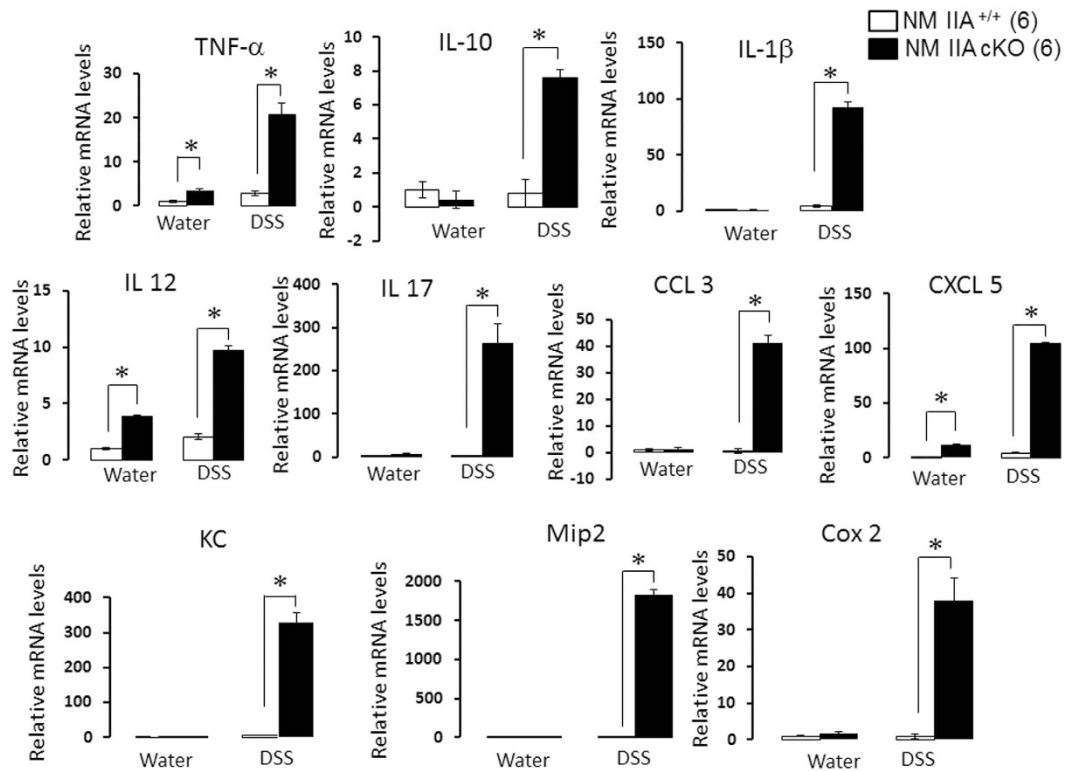 NM IIA+/+ (6)
NM IIA cKO (6)
TNF-α
Relative mRNA levels
30
20
10
0
*
*
Water
DSS
IL-10
Relative mRNA levels
10
8
6
4
2
0
-2
*
Water
DSS
IL-1β
Relative mRNA levels
150
100
50
0
*
Water
DSS
IL 12
Relative mRNA levels
15
10
5
0
*
*
Water
DSS
IL 17
Relative mRNA levels
400
300
200
100
0
*
Water
DSS
CCL 3
Relative mRNA levels
50
40
30
20
10
0
-10
*
Water
DSS
CXCL 5
Relative mRNA levels
150
100
50
0
*
*
Water
DSS
KC
Relative mRNA levels
400
300
200
100
0
*
Water
DSS
Mip2
Relative mRNA levels
2000
1500
1000
500
0
*
Water
DSS
Cox 2
Relative mRNA levels
50
40
30
20
10
0
*
Water
DSS